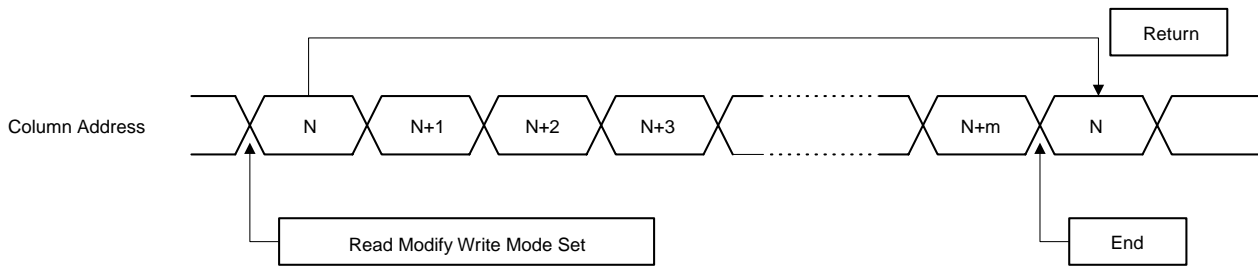 Return
Column Address
N
N+1
N+2
N+3
N+m
N
Read Modify Write Mode Set
End